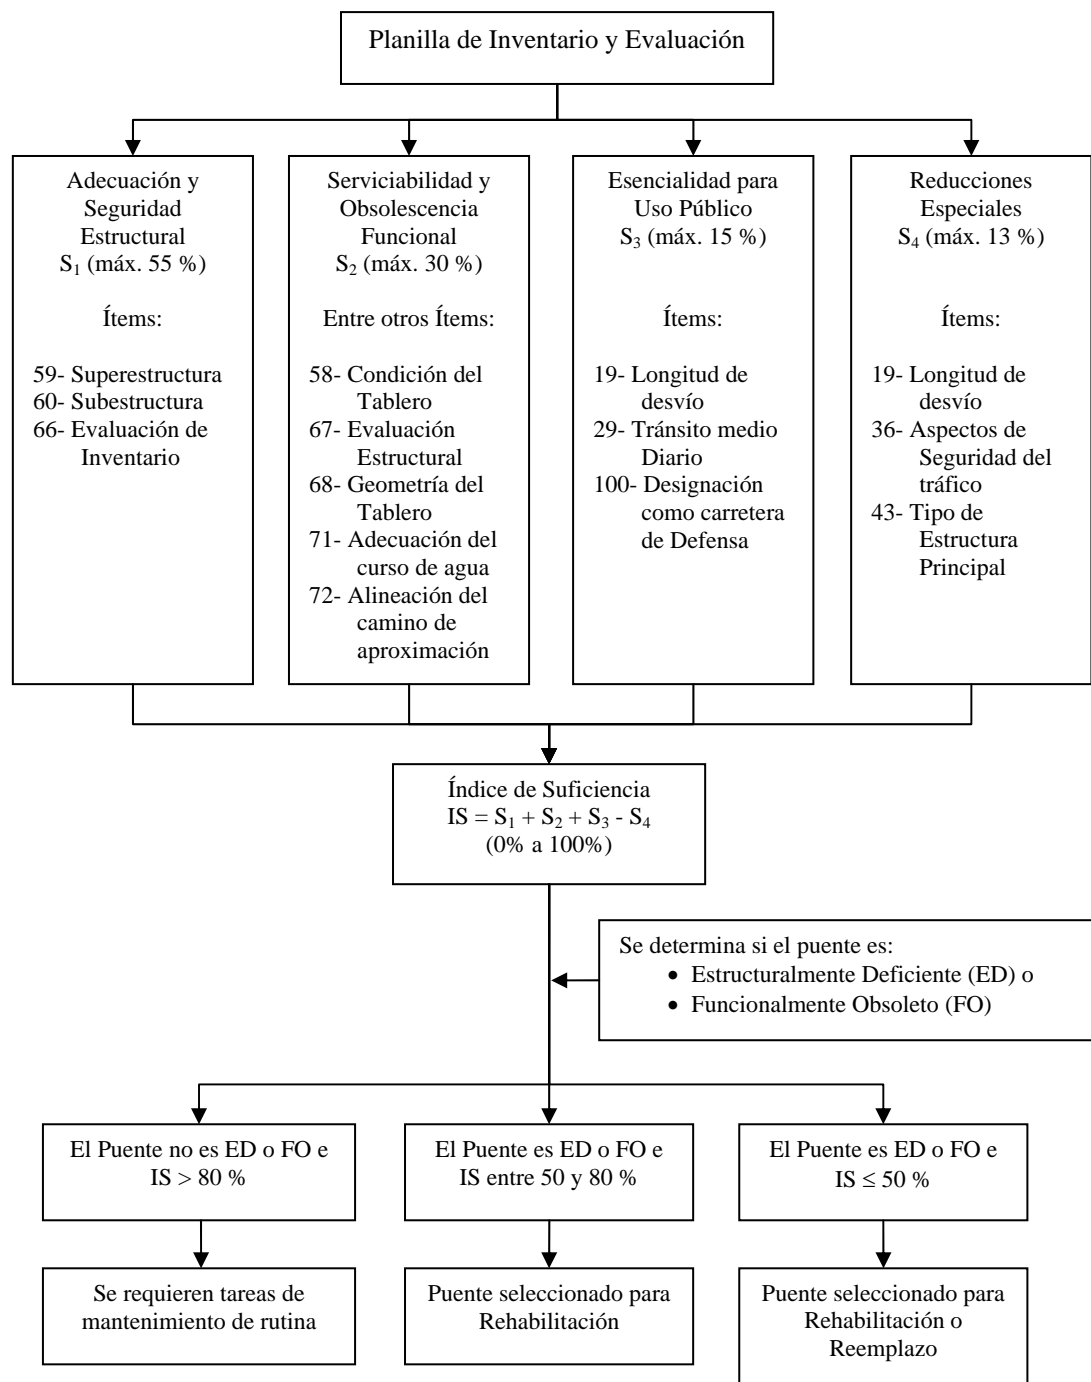 Planilla de Inventario y Evaluación
Adecuación y
Seguridad
Estructural
S₁ (máx. 55 %)
Ítems:
59- Superestructura
60- Subestructura
66- Evaluación de
Inventario
Serviciabilidad y
Obsolescencia
Funcional
S₂ (máx. 30 %)
Entre otros Ítems:
58- Condición del
Tablero
67- Evaluación
Estructural
68- Geometría del
Tablero
71- Adecuación del
curso de agua
72- Alineación del
camino de
aproximación
Esencialidad para
Uso Público
S₃ (máx. 15 %)
Ítems:
19- Longitud de
desvío
29- Tránsito medio
Diario
100- Designación
como carretera
de Defensa
Reducciones
Especiales
S₄ (máx. 13 %)
Ítems:
19- Longitud de
desvío
36- Aspectos de
Seguridad del
tráfico
43- Tipo de
Estructura
Principal
Índice de Suficiencia
IS = S₁ + S₂ + S₃ - S₄
(0% a 100%)
Se determina si el puente es:
• Estructuralmente Deficiente (ED) o
• Funcionalmente Obsoleto (FO)
El Puente no es ED o FO e
IS > 80 %
El Puente es ED o FO e
IS entre 50 y 80 %
El Puente es ED o FO e
IS ≤ 50 %
Se requieren tareas de
mantenimiento de rutina
Puente seleccionado para
Rehabilitación
Puente seleccionado para
Rehabilitación o
Reemplazo